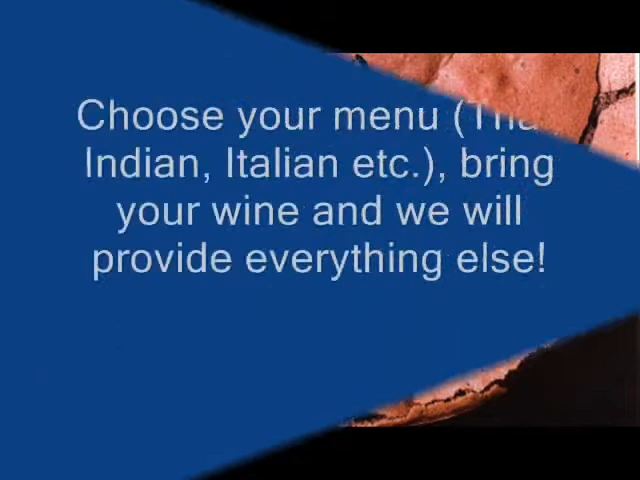 Choose your menu (
Indian, Italian etc.), bring
your wine and we will
provide everything else!